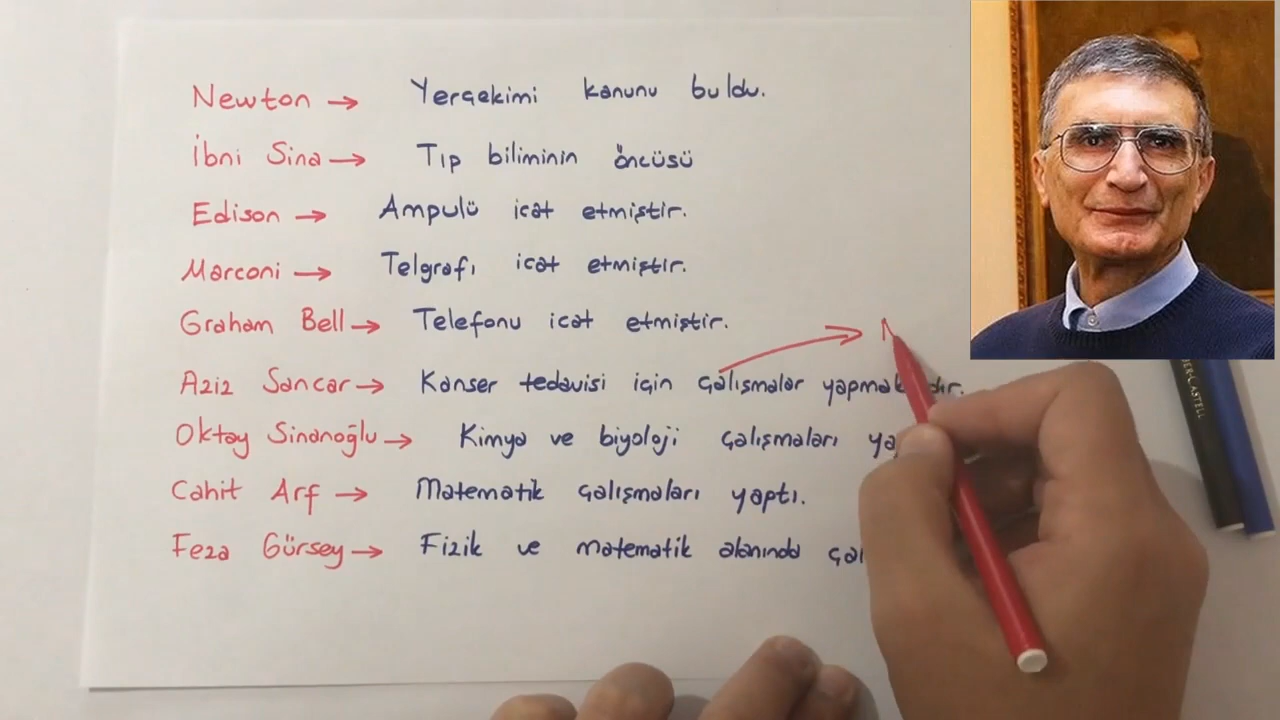 Newton → Yerçekimi kanunu buldu.
İbni Sina → Tıp biliminin öncüsü
Edison → Ampulü icat etmiştir.
Marconi → Telgrafı icat etmiştir.
Graham Bell → Telefonu icat etmiştir.
Aziz Sancar → Kanser tedavisi için çalışmalar
Oktay Sinanoğlu → Kimya ve biyoloji çalışmaları
Cahit Arf → Matematik çalışmaları yaptı.
Feza Gürsey → Fizik ve matematik alanında